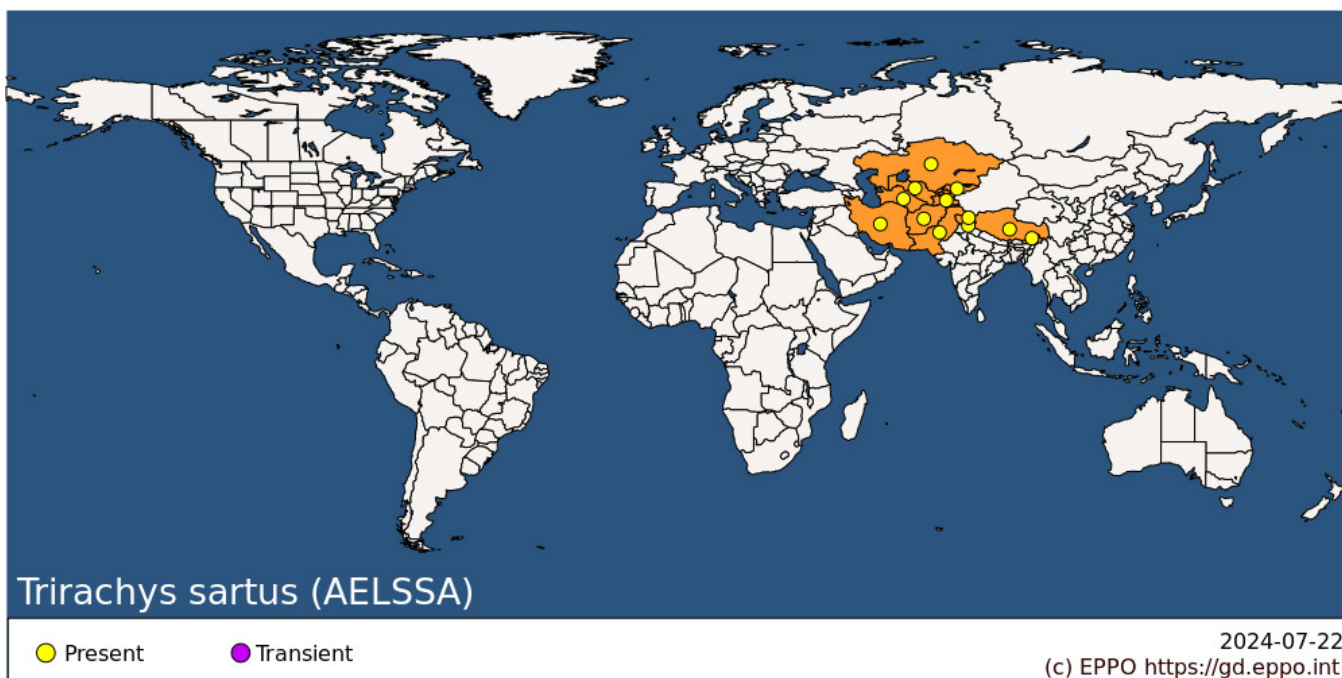 Trirachys sartus (AELSSA)
Present
Transient
2024-07-22
(c) EPPO https://gd.eppo.int